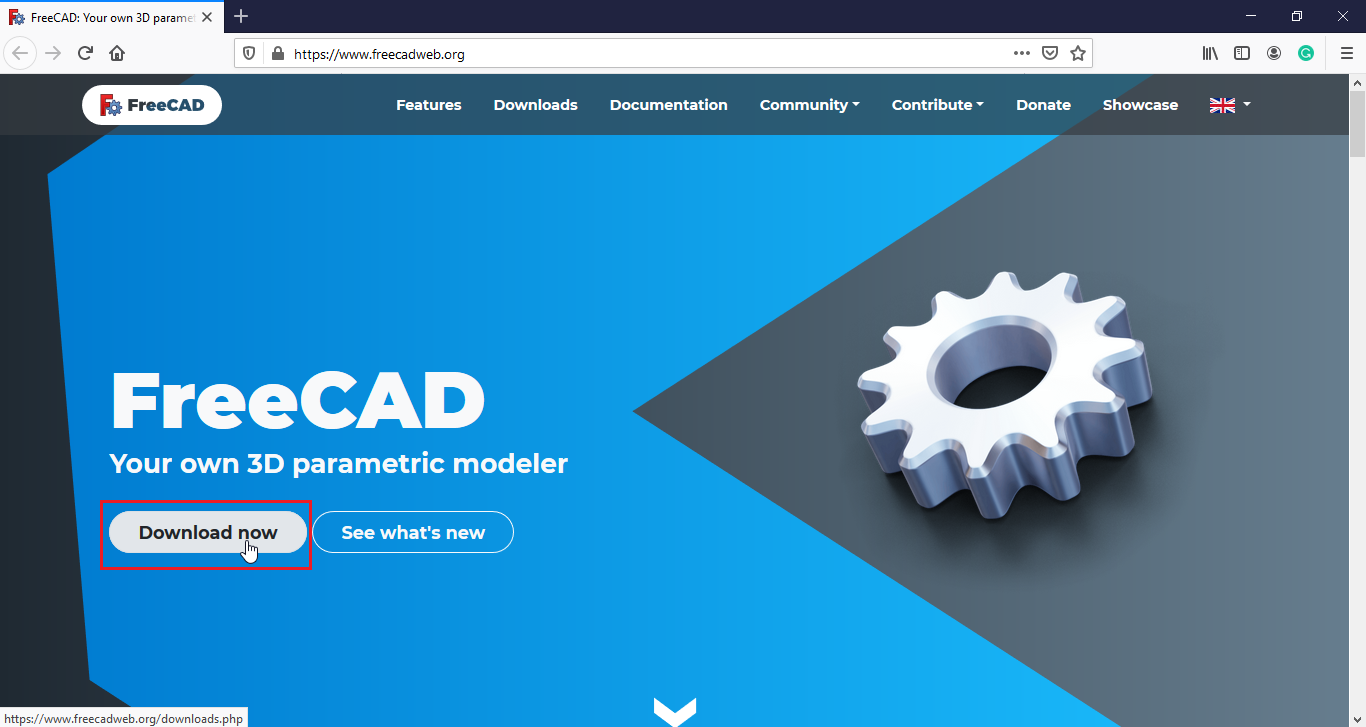 FreeCAD: Your own 3D paramet
https://www.freecadweb.org
FreeCAD
Features
Downloads
Documentation
Community
Contribute
Donate
Showcase
FreeCAD
Your own 3D parametric modeler
Download now
See what's new
https://www.freecadweb.org/downloads.php